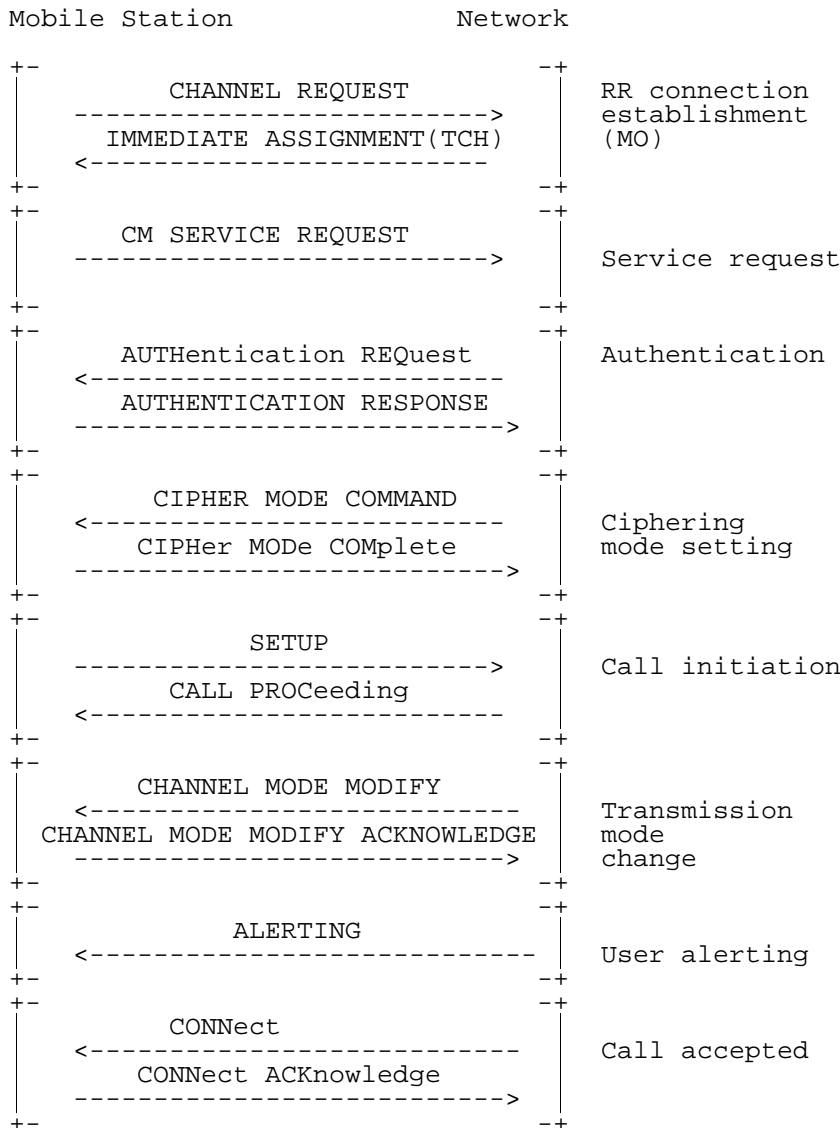 Mobile Station Network
CHANNEL REQUEST RR connection
establishment
IMMEDIATE ASSIGNMENT(TCH) (MO)
CM SERVICE REQUEST
Service request
AUTHentication REQuest Authentication
AUTHENTICATION RESPONSE
CIPHER MODE COMMAND
Ciphering
CIPHer MODe COMplete mode setting
SETUP
Call initiation
CALL PROCeeding
CHANNEL MODE MODIFY
Transmission
CHANNEL MODE MODIFY ACKNOWLEDGE mode
change
ALERTING
User alerting
CONNect
Call accepted
CONNect ACKnowledge